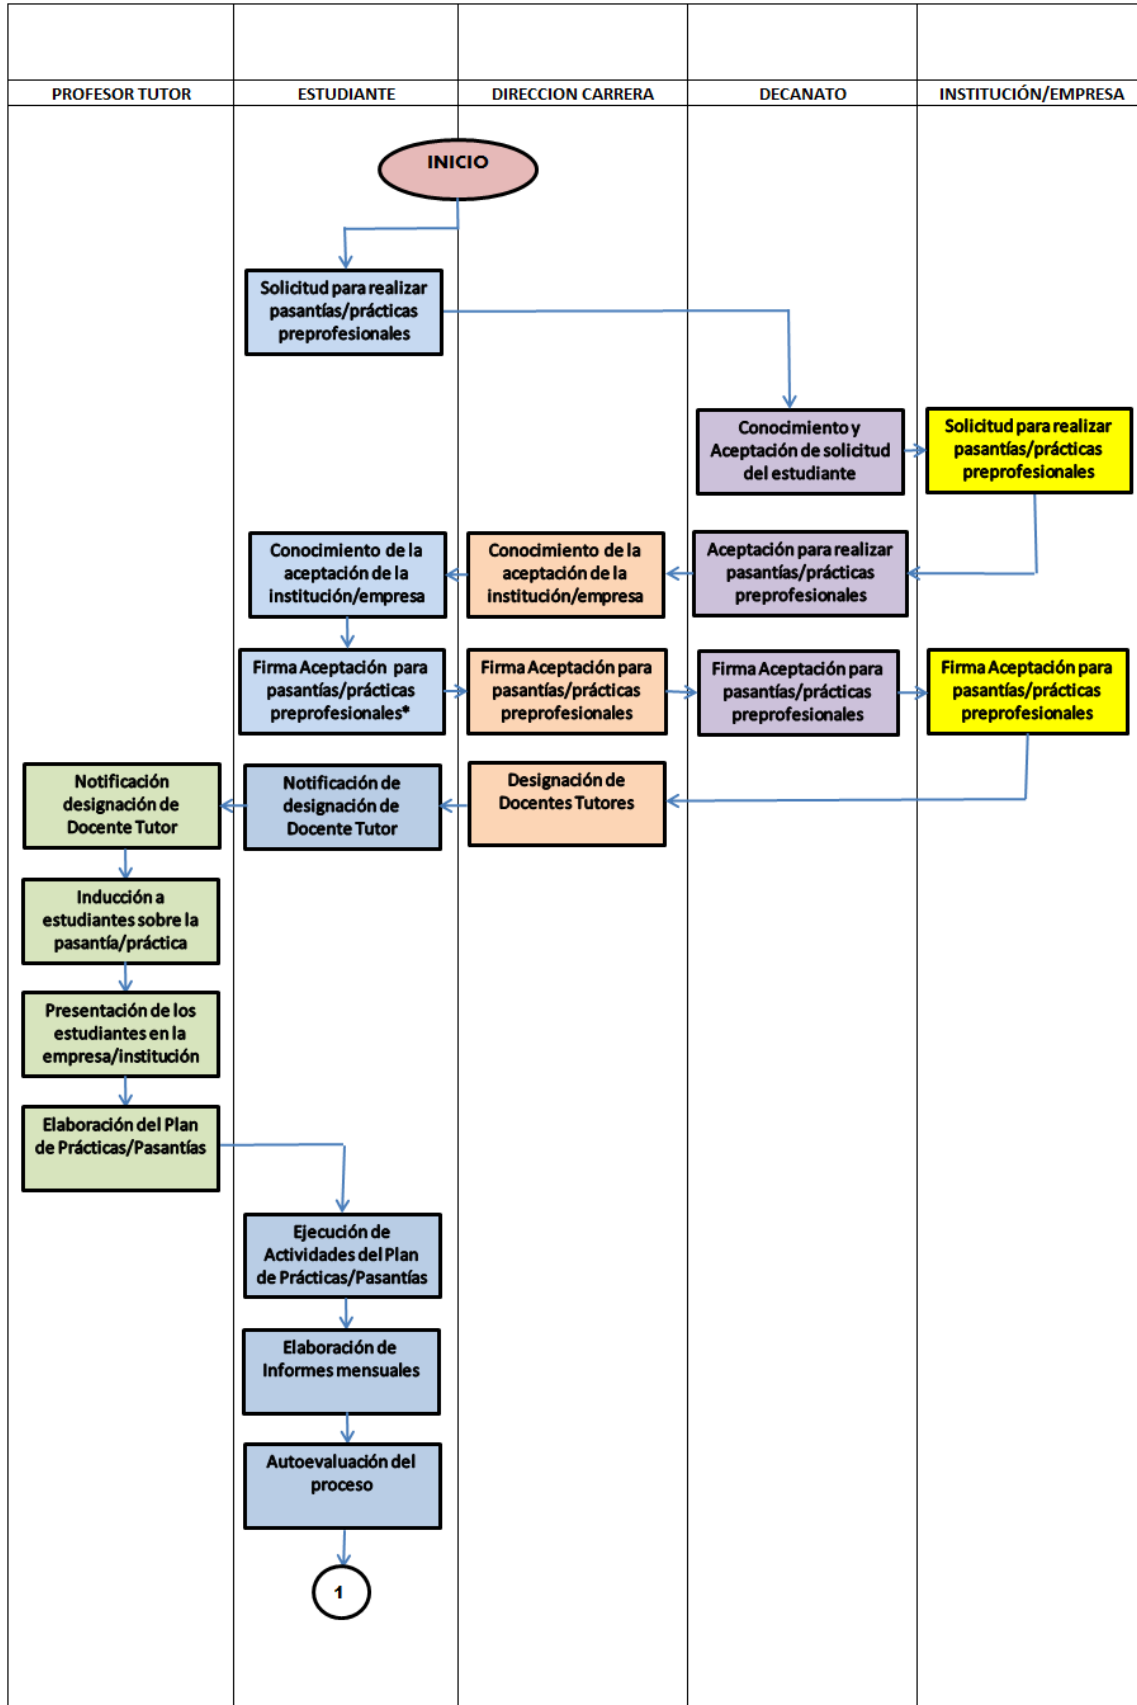 PROFESOR TUTOR
ESTUDIANTE
DIRECCION CARRERA
DECANATO
INSTITUCIÓN/EMPRESA
INICIO
Solicitud para realizar
pasantías/prácticas
preprofesionales
Conocimiento y
Aceptación de solicitud
del estudiante
Solicitud para realizar
pasantías/prácticas
preprofesionales
Conocimiento de la
aceptación de la
institución/empresa
Conocimiento de la
aceptación de la
institución/empresa
Aceptación para realizar
pasantías/prácticas
preprofesionales
Firma Aceptación para
pasantías/prácticas
preprofesionales*
Firma Aceptación para
pasantías/prácticas
preprofesionales
Firma Aceptación para
pasantías/prácticas
preprofesionales
Firma Aceptación para
pasantías/prácticas
preprofesionales
Notificación
designación de
Docente Tutor
Notificación de
designación de
Docente Tutor
Designación de
Docentes Tutores
Inducción a
estudiantes sobre la
pasantía/práctica
Presentación de los
estudiantes en la
empresa/institución
Elaboración del Plan
de Prácticas/Pasantías
Ejecución de
Actividades del Plan
de Prácticas/Pasantías
Elaboración de
Informes mensuales
Autoevaluación del
proceso
1